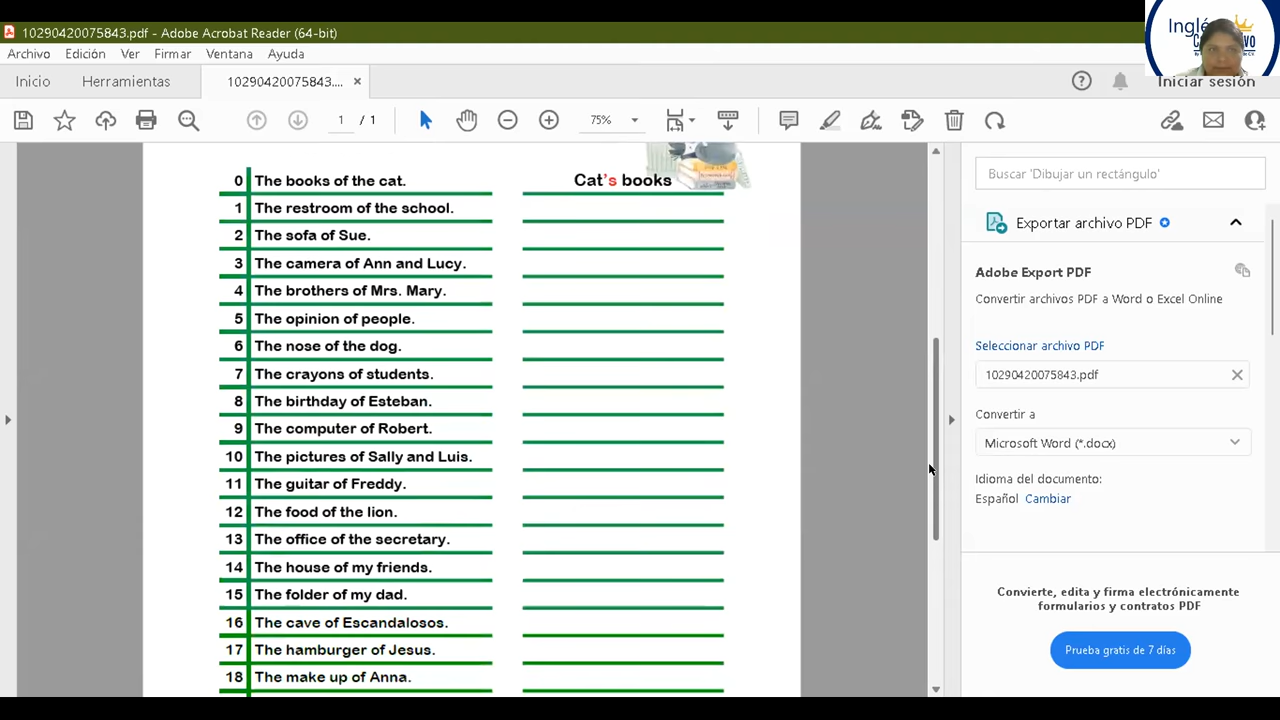 10290420075843.pdf - Adobe Acrobat Reader (64-bit)
Archivo Edición Ver Firmar Ventana Ayuda
Inicio Herramientas 10290420075843.... × Iniciar sesión
1 / 1 75%
0 The books of the cat. Cat's books
1 The restroom of the school.
2 The sofa of Sue.
3 The camera of Ann and Lucy.
4 The brothers of Mrs. Mary.
5 The opinion of people.
6 The nose of the dog.
7 The crayons of students.
8 The birthday of Esteban.
9 The computer of Robert.
10 The pictures of Sally and Luis.
11 The guitar of Freddy.
12 The food of the lion.
13 The office of the secretary.
14 The house of my friends.
15 The folder of my dad.
16 The cave of Escandalosos.
17 The hamburger of Jesus.
18 The make up of Anna.
Buscar 'Dibujar un rectángulo'
Exportar archivo PDF
Adobe Export PDF
Convertir archivos PDF a Word o Excel Online
Seleccionar archivo PDF
10290420075843.pdf
Convertir a
Microsoft Word (*.docx)
Idioma del documento:
Español Cambiar
Convierte, edita y firma electrónicamente
formularios y contratos PDF
Prueba gratis de 7 días